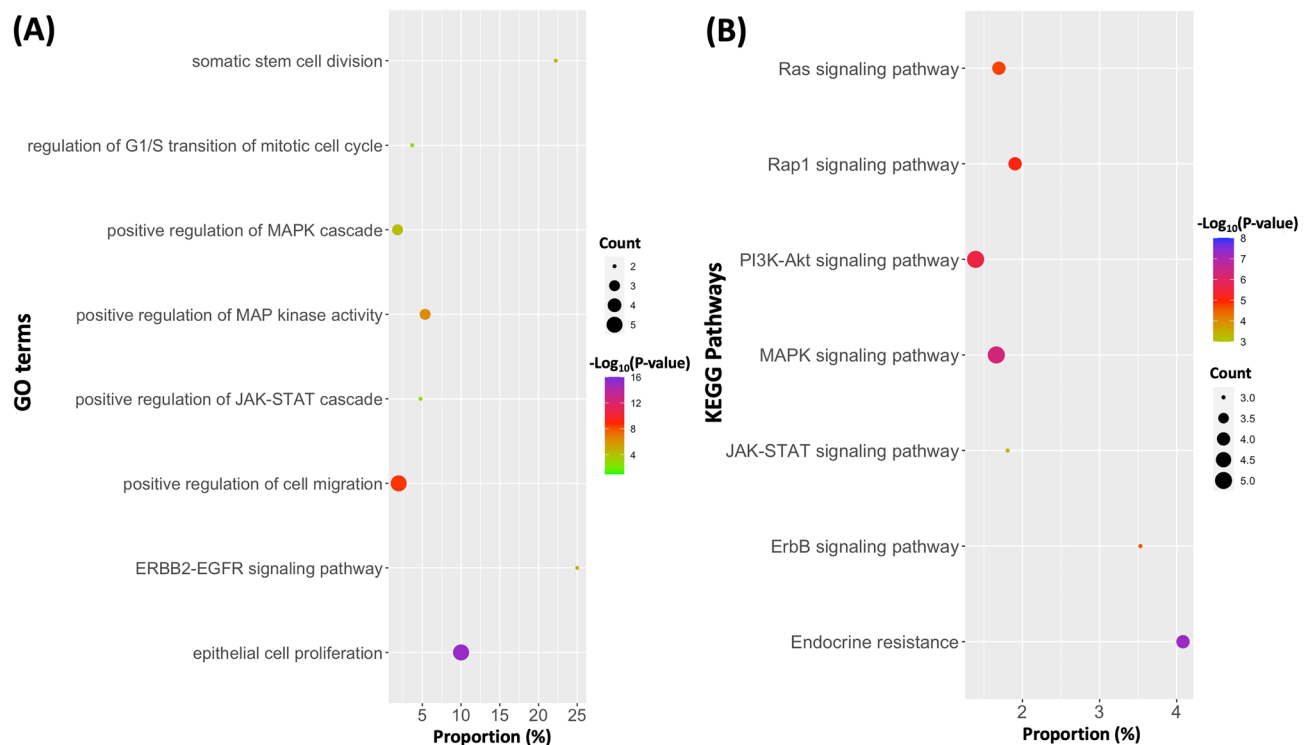 (A)
GO terms
somatic stem cell division
regulation of G1/S transition of mitotic cell cycle
positive regulation of MAPK cascade
positive regulation of MAP kinase activity
positive regulation of JAK-STAT cascade
positive regulation of cell migration
ERBB2-EGFR signaling pathway
epithelial cell proliferation
5 10 15 20 25
Proportion (%)
Count
2
3
4
5
-Log₁₀(P-value)
16
12
8
4
(B)
KEGG Pathways
Ras signaling pathway
Rap1 signaling pathway
PI3K-Akt signaling pathway
MAPK signaling pathway
JAK-STAT signaling pathway
ErbB signaling pathway
Endocrine resistance
2 3 4
Proportion (%)
-Log₁₀(P-value)
8
7
6
5
4
3
Count
3.0
3.5
4.0
4.5
5.0